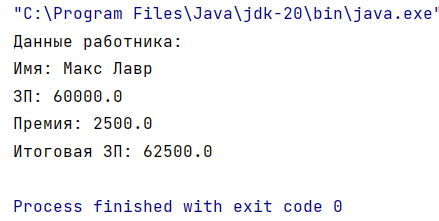 "C:\Program Files\Java\jdk-20\bin\java.exe"
Данные работника:
Имя: Макс Лавр
ЗП: 60000.0
Премия: 2500.0
Итоговая ЗП: 62500.0
Process finished with exit code 0